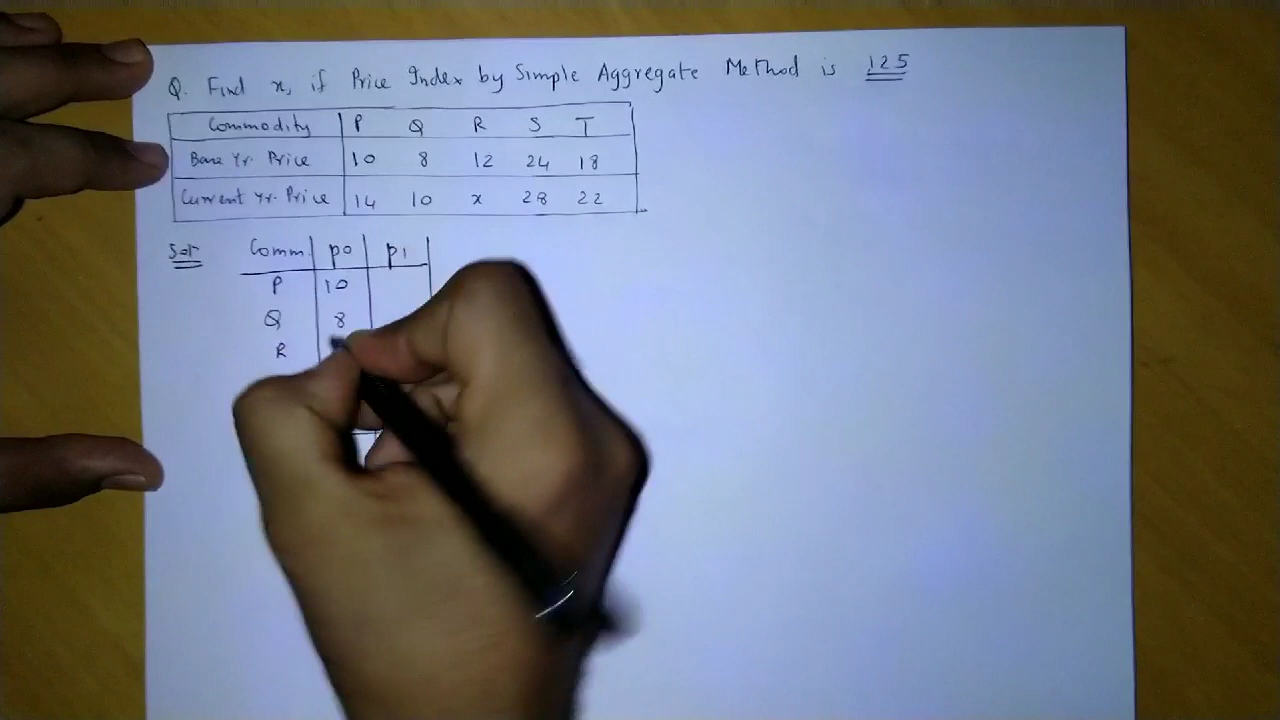 Q. Find x, if Price Index by Simple Aggregate Method is 125
Commodity P Q R S T
Base Yr. Price 10 8 12 24 18
Current Yr. Price 14 10 x 28 22
Sol
Comm. p0 p1
P 10
Q 8
R